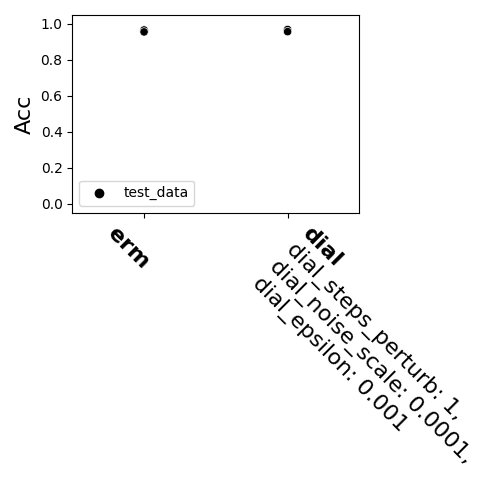 Acc
1.0
0.8
0.6
0.4
0.2
0.0
test_data
erm
dial
dial_steps_perturb: 1,
dial_noise_scale: 0.0001,
dial_epsilon: 0.001